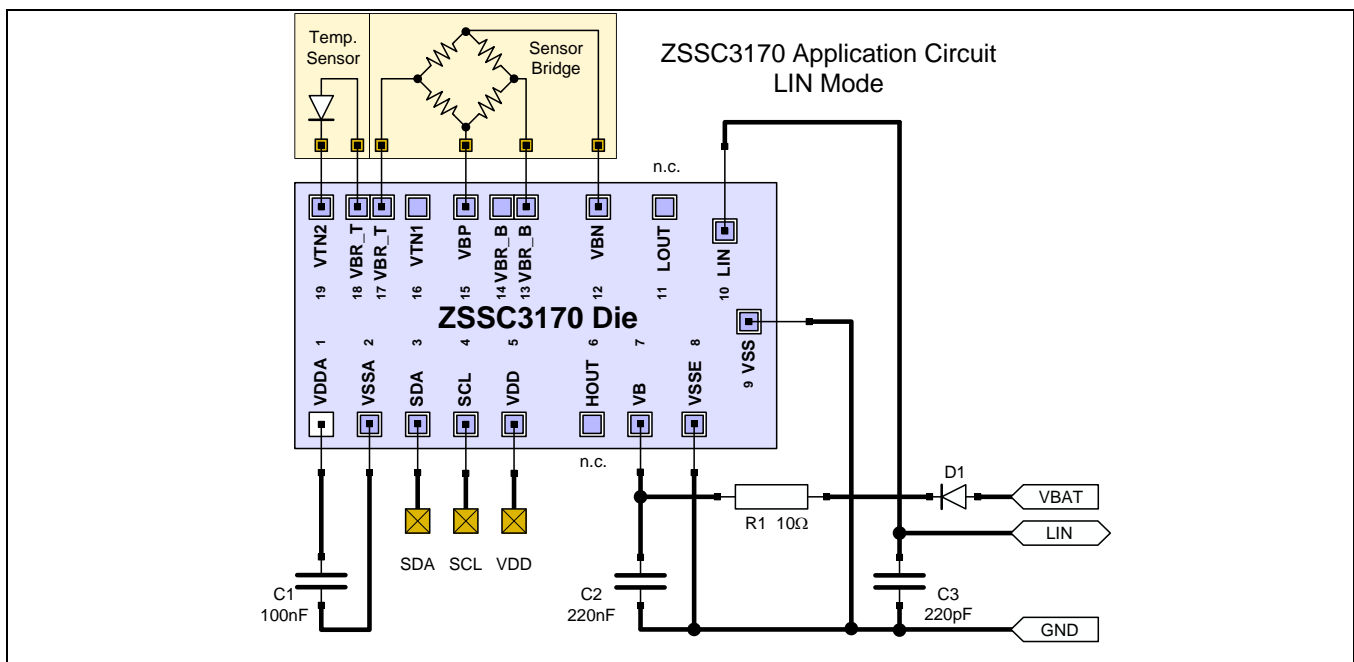 Temp.
Sensor
Sensor
Bridge
ZSSC3170 Application Circuit
LIN Mode
n.c.
VTN2
VBR_T
VBR_T
VTN1
VBP
VBR_B
VBR_B
VBN
LOUT
LIN
19
18
17
16
15
14
13
12
11
10
ZSSC3170 Die
1
2
3
4
5
6
7
8
9
VDDA
VSSA
SDA
SCL
VDD
HOUT
VB
VSSE
VSS
n.c.
D1
VBAT
R1 10Ω
LIN
SDA
SCL
VDD
C1
100nF
C2
220nF
C3
220pF
GND